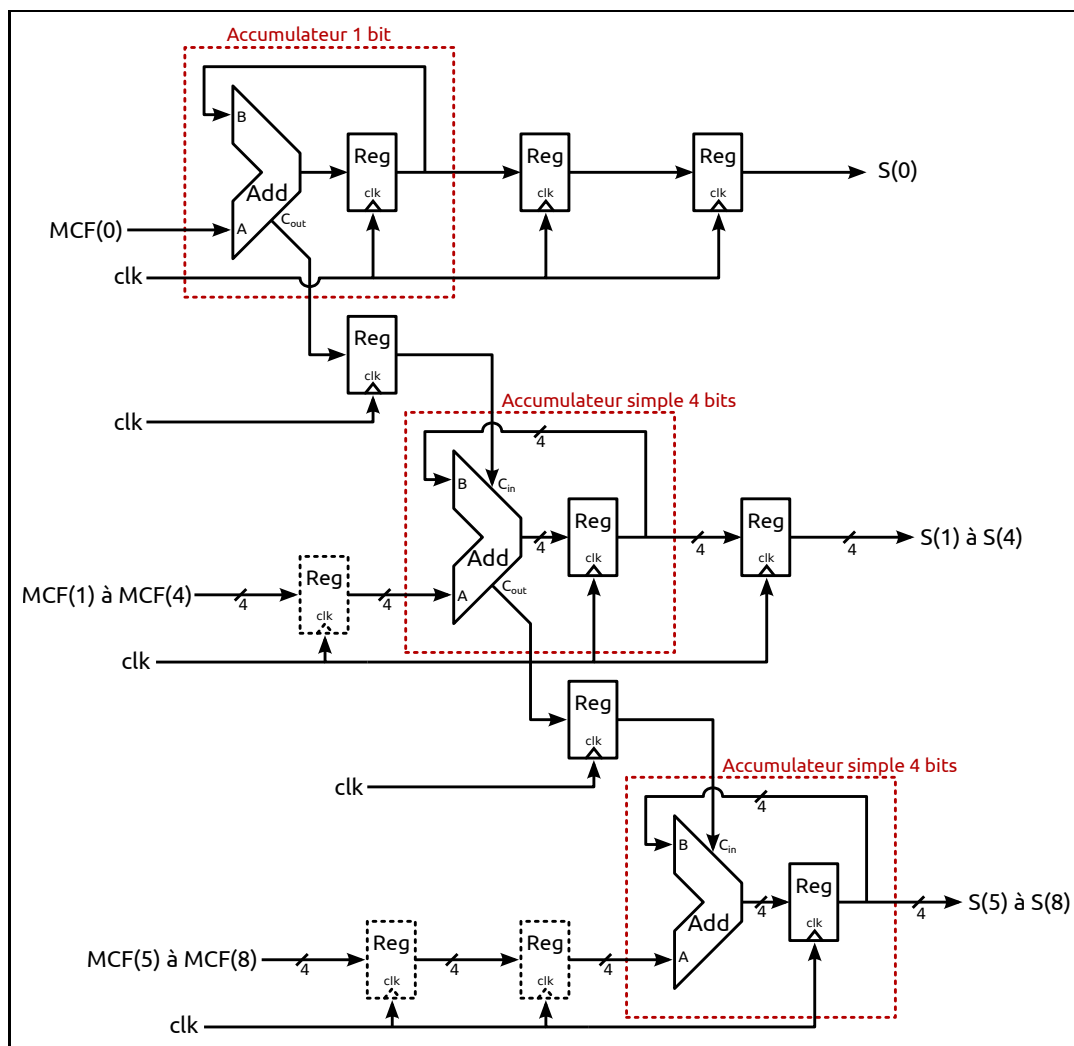 Accumulateur 1 bit
B
Reg
Reg
Reg
S(0)
clk
clk
clk
Add
MCF(0)
A
Cout
clk
Reg
clk
clk
Accumulateur simple 4 bits
4
B
Cin
Reg
Reg
Add
4
4
4
S(1) à S(4)
clk
clk
Reg
MCF(1) à MCF(4)
4
4
A
Cout
clk
clk
Reg
clk
clk
Accumulateur simple 4 bits
4
B
Cin
Reg
Add
4
4
S(5) à S(8)
clk
Reg
Reg
MCF(5) à MCF(8)
4
4
4
A
clk
clk
clk